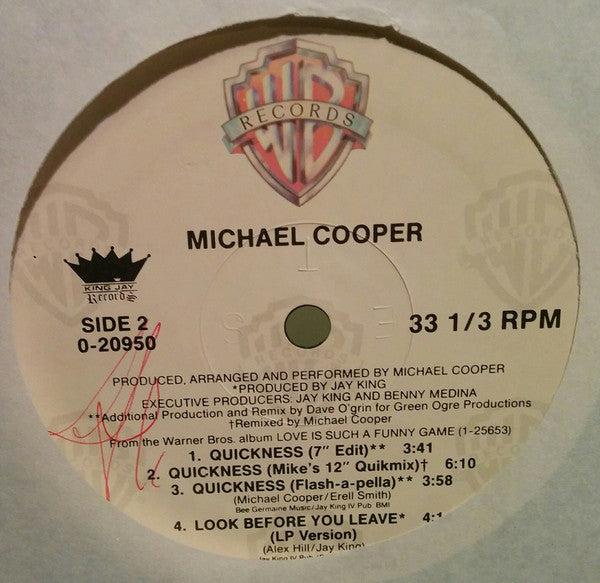 WB
RECORDS
MICHAEL COOPER
KING JAY
RecordS
SIDE 2
0-20950
33 1/3 RPM
PRODUCED, ARRANGED AND PERFORMED BY MICHAEL COOPER
*PRODUCED BY JAY KING
EXECUTIVE PRODUCERS: JAY KING AND BENNY MEDINA
**Additional Production and Remix by Dave O'grin for Green Ogre Productions
†Remixed by Michael Cooper
From the Warner Bros. album LOVE IS SUCH A FUNNY GAME (1-25653)
1. QUICKNESS (7" Edit)** 3:41
2. QUICKNESS (Mike's 12" Quikmix)† 6:10
3. QUICKNESS (Flash-a-pella)** 3:58
(Michael Cooper/Erell Smith)
Bee Germaine Music/Jay King IV Pub. BMI
4. LOOK BEFORE YOU LEAVE*
(LP Version)
(Alex Hill/Jay King)